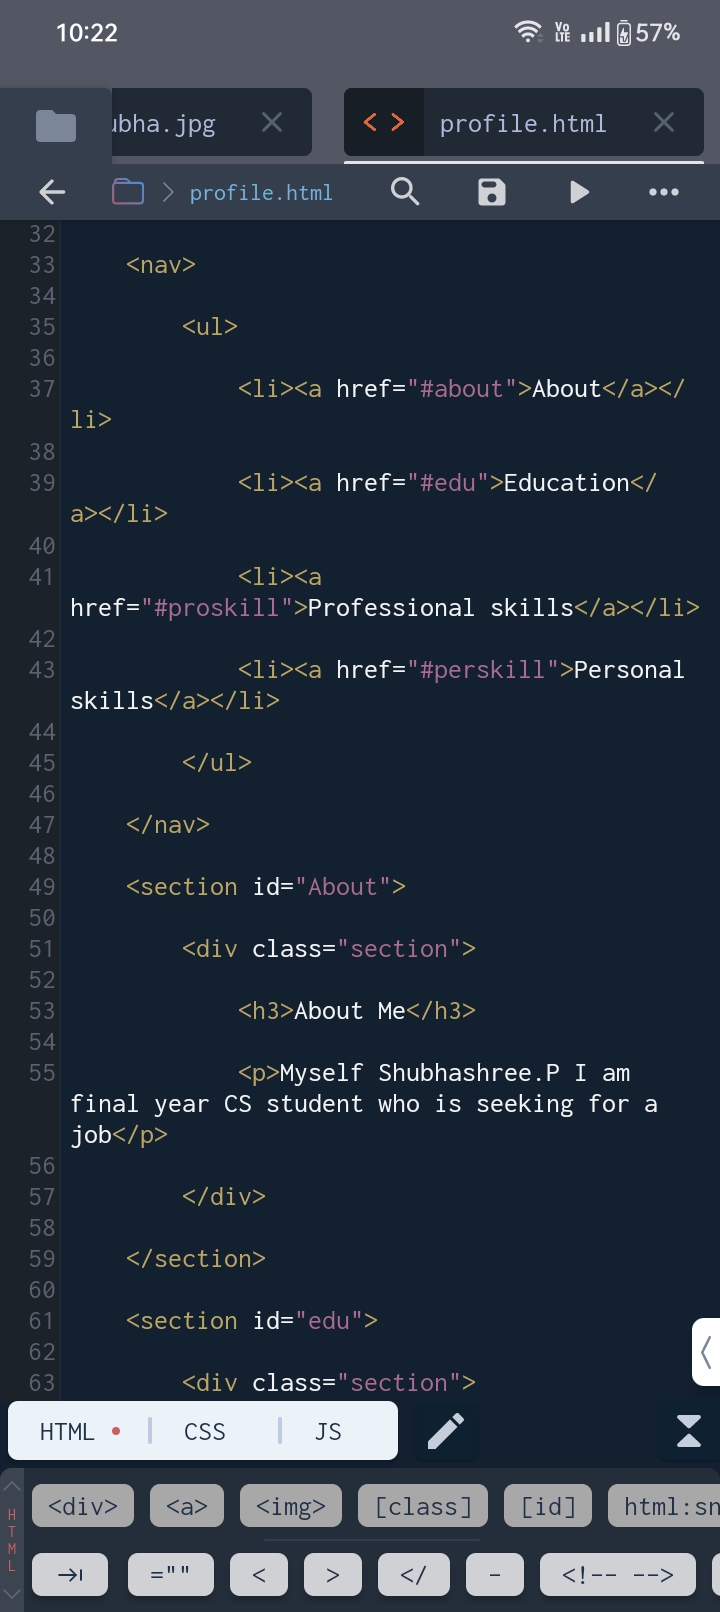 10:22
Vo LTE
57%
ubha.jpg
< > profile.html
profile.html
32
33 <nav>
34
35 <ul>
36
37 <li><a href="#about">About</a></
li>
38
39 <li><a href="#edu">Education</
a></li>
40
41 <li><a
href="#proskill">Professional skills</a></li>
42
43 <li><a href="#perskill">Personal
skills</a></li>
44
45 </ul>
46
47 </nav>
48
49 <section id="About">
50
51 <div class="section">
52
53 <h3>About Me</h3>
54
55 <p>Myself Shubhashree.P I am
final year CS student who is seeking for a
job</p>
56
57 </div>
58
59 </section>
60
61 <section id="edu">
62
63 <div class="section">
HTML CSS JS
HTML
<div> <a> <img> [class] [id] html:sn
="" < > </ - <!-- -->